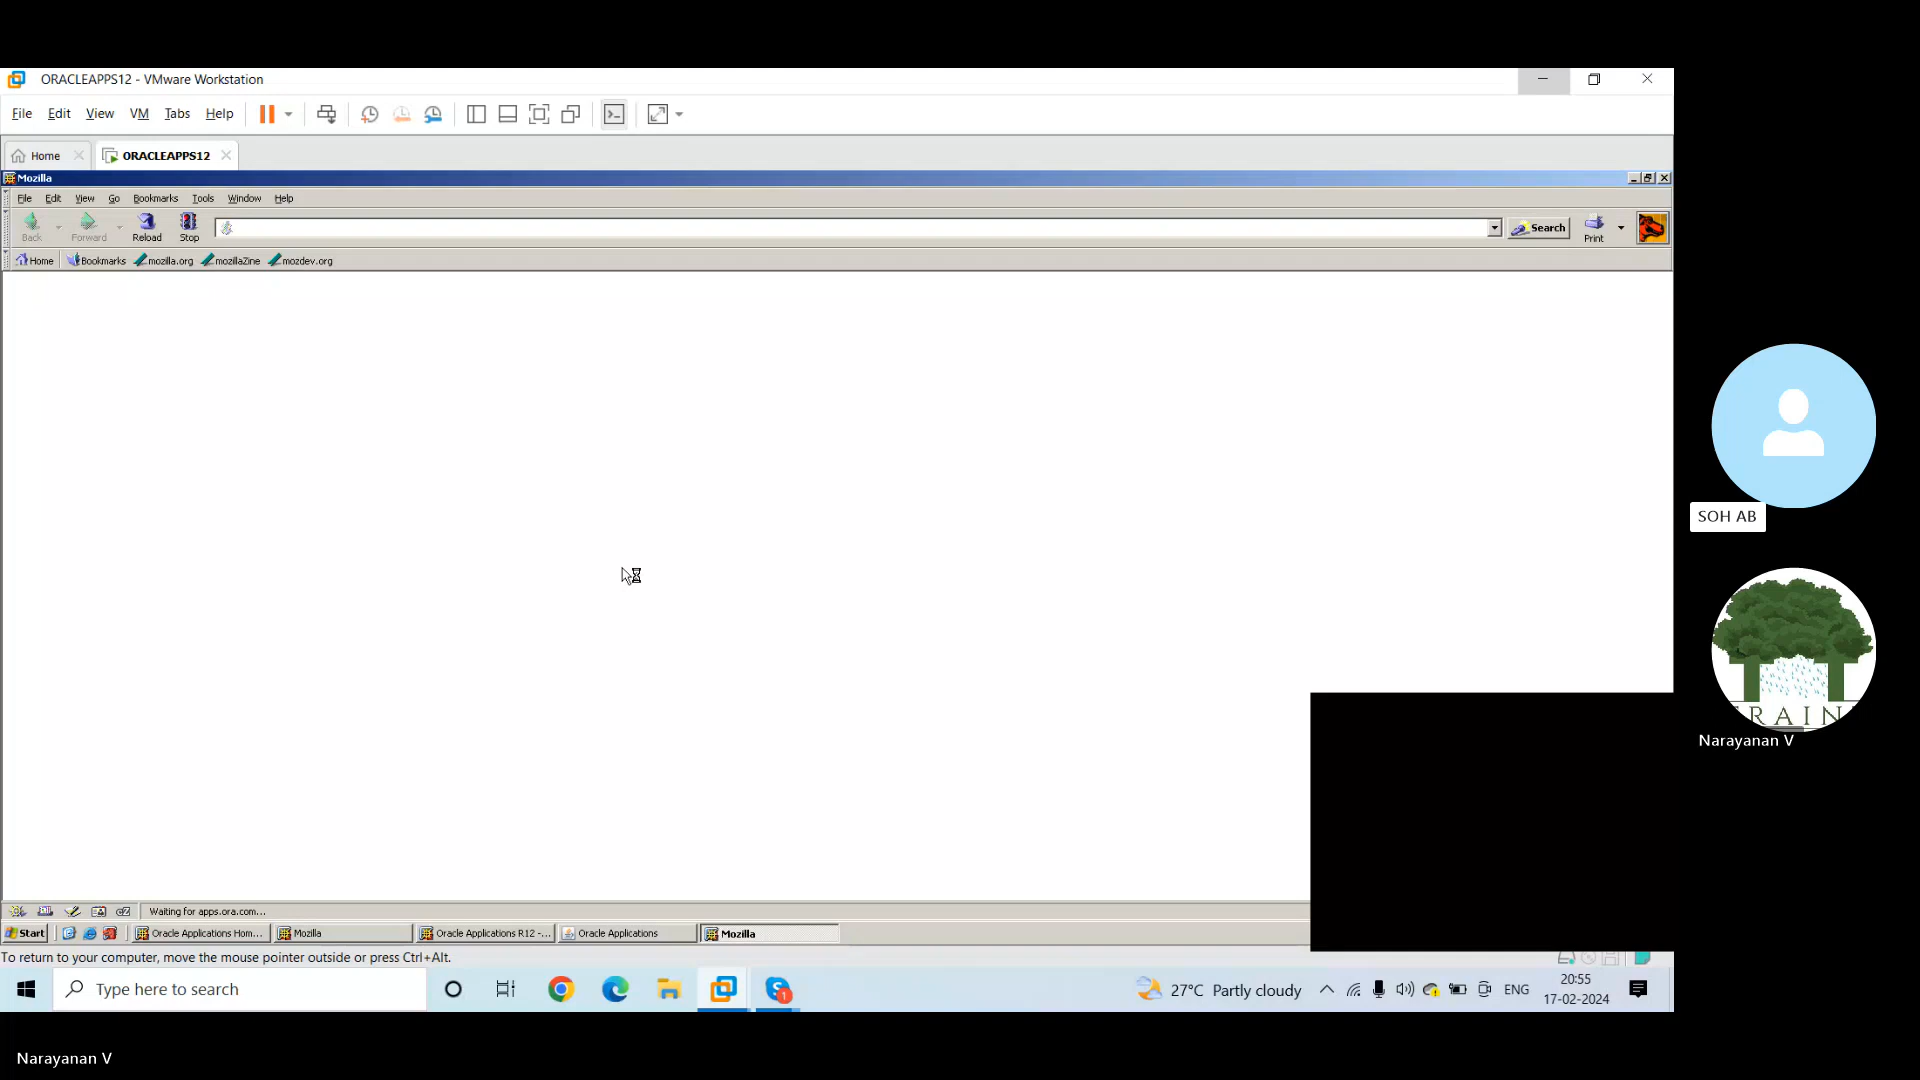 ORACLEAPPS12 - VMware Workstation
File Edit View VM Tabs Help
Home ORACLEAPPS12
Mozilla
File Edit View Go Bookmarks Tools Window Help
Back Forward Reload Stop Search Print
Home Bookmarks mozilla.org mozillaZine mozdev.org
SOH AB
RAIN
Narayanan V
Waiting for apps.ora.com...
Start Oracle Applications Hom... Mozilla Oracle Applications R12 -... Oracle Applications Mozilla
To return to your computer, move the mouse pointer outside or press Ctrl+Alt.
Type here to search 1 27°C Partly cloudy ENG 20:55
17-02-2024
Narayanan V